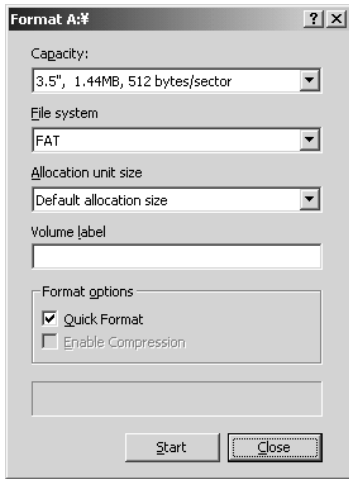 Format A:¥
Capacity:
3.5", 1.44MB, 512 bytes/sector
File system
FAT
Allocation unit size
Default allocation size
Volume label
Format options
Quick Format
Enable Compression
Start
Close